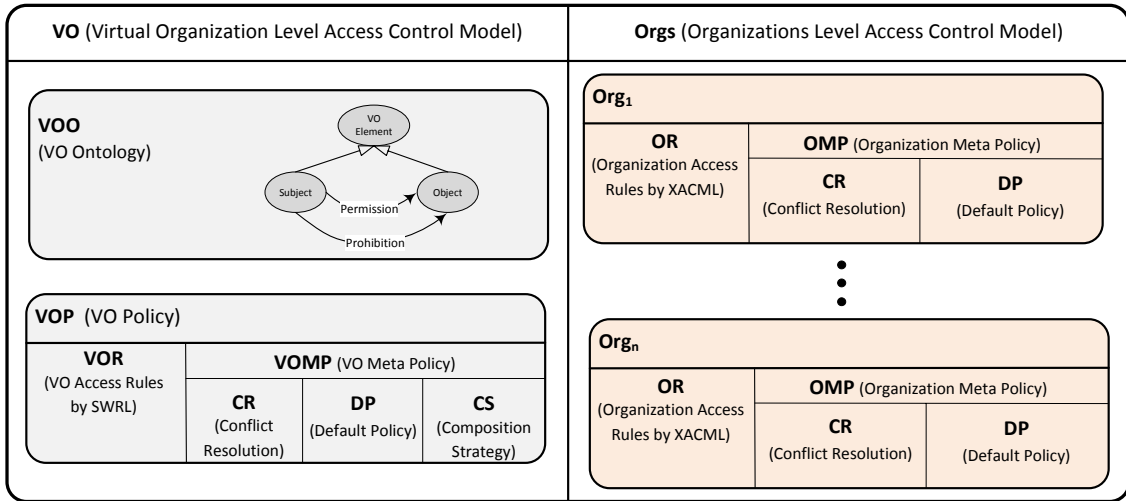 VO (Virtual Organization Level Access Control Model)
VOO
(VO Ontology)
VO
Element
Subject
Object
Permission
Prohibition
VOP (VO Policy)
VOR
(VO Access Rules
by SWRL)
VOMP (VO Meta Policy)
CR
(Conflict
Resolution)
DP
(Default Policy)
CS
(Composition
Strategy)
Orgs (Organizations Level Access Control Model)
Org1
OR
(Organization Access
Rules by XACML)
OMP (Organization Meta Policy)
CR
(Conflict Resolution)
DP
(Default Policy)
Orgn
OR
(Organization Access
Rules by XACML)
OMP (Organization Meta Policy)
CR
(Conflict Resolution)
DP
(Default Policy)